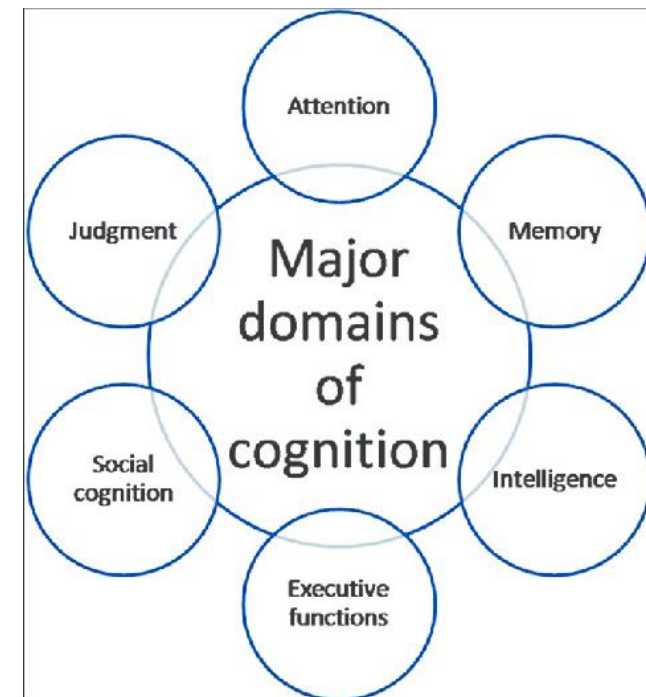 Attention
Judgment
Memory
Major
domains
of
cognition
Social
cognition
Intelligence
Executive
functions